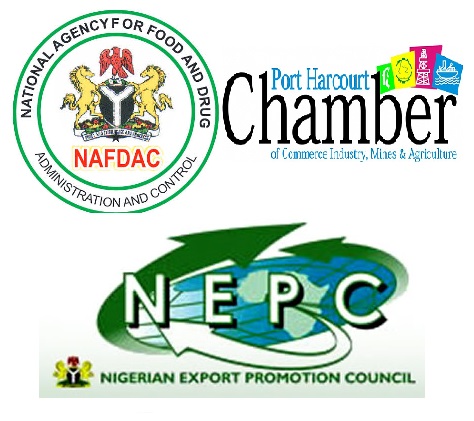 NATIONAL AGENCY FOR FOOD AND DRUG
NAFDAC
ADMINISTRATION AND CONTROL
Port Harcourt
Chamber
of Commerce Industry, Mines & Agriculture
NEPC
NIGERIAN EXPORT PROMOTION COUNCIL